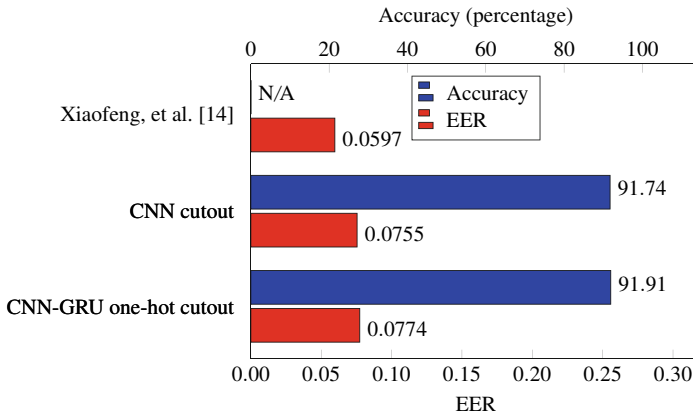 Accuracy (percentage)
0 20 40 60 80 100
N/A
Accuracy
EER
Xiaofeng, et al. [14]
0.0597
91.74
CNN cutout
0.0755
91.91
CNN-GRU one-hot cutout
0.0774
0.00 0.05 0.10 0.15 0.20 0.25 0.30
EER